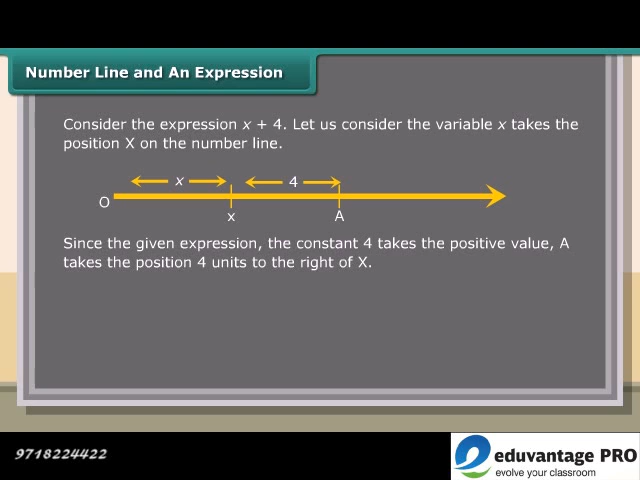 Number Line and An Expression
Consider the expression x + 4. Let us consider the variable x takes the
position X on the number line.
x 4
O x A
Since the given expression, the constant 4 takes the positive value, A
takes the position 4 units to the right of X.
9718224422
eduvantage PRO
evolve your classroom